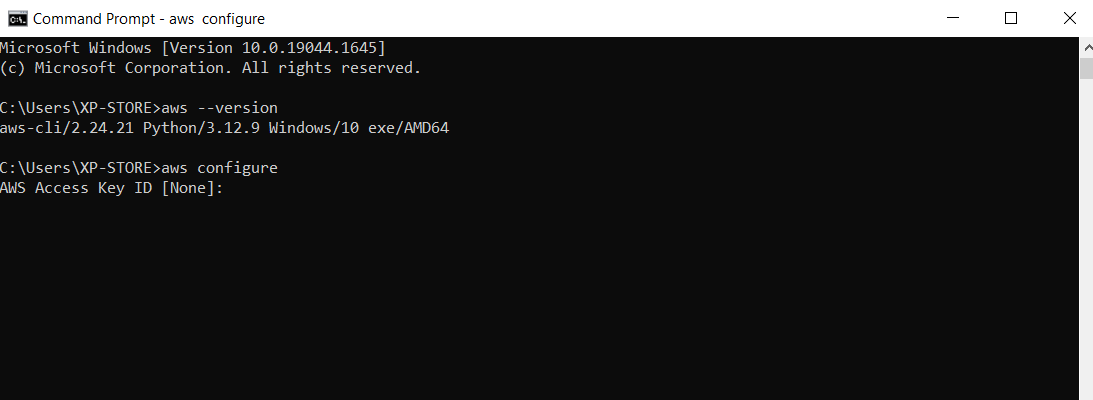 Command Prompt - aws  configure
Microsoft Windows [Version 10.0.19044.1645]
(c) Microsoft Corporation. All rights reserved.
C:\Users\XP-STORE>aws --version
aws-cli/2.24.21 Python/3.12.9 Windows/10 exe/AMD64
C:\Users\XP-STORE>aws configure
AWS Access Key ID [None]: